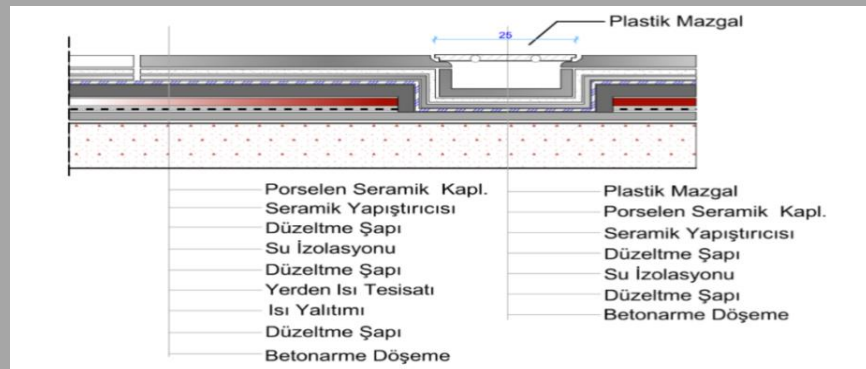 Plastik Mazgal
25
Porselen Seramik Kapl.
Seramik Yapıştırıcısı
Düzeltme Şapı
Su İzolasyonu
Düzeltme Şapı
Yerden Isı Tesisatı
Isı Yalıtımı
Düzeltme Şapı
Betonarme Döşeme
Plastik Mazgal
Porselen Seramik Kapl.
Seramik Yapıştırıcısı
Düzeltme Şapı
Su İzolasyonu
Düzeltme Şapı
Betonarme Döşeme